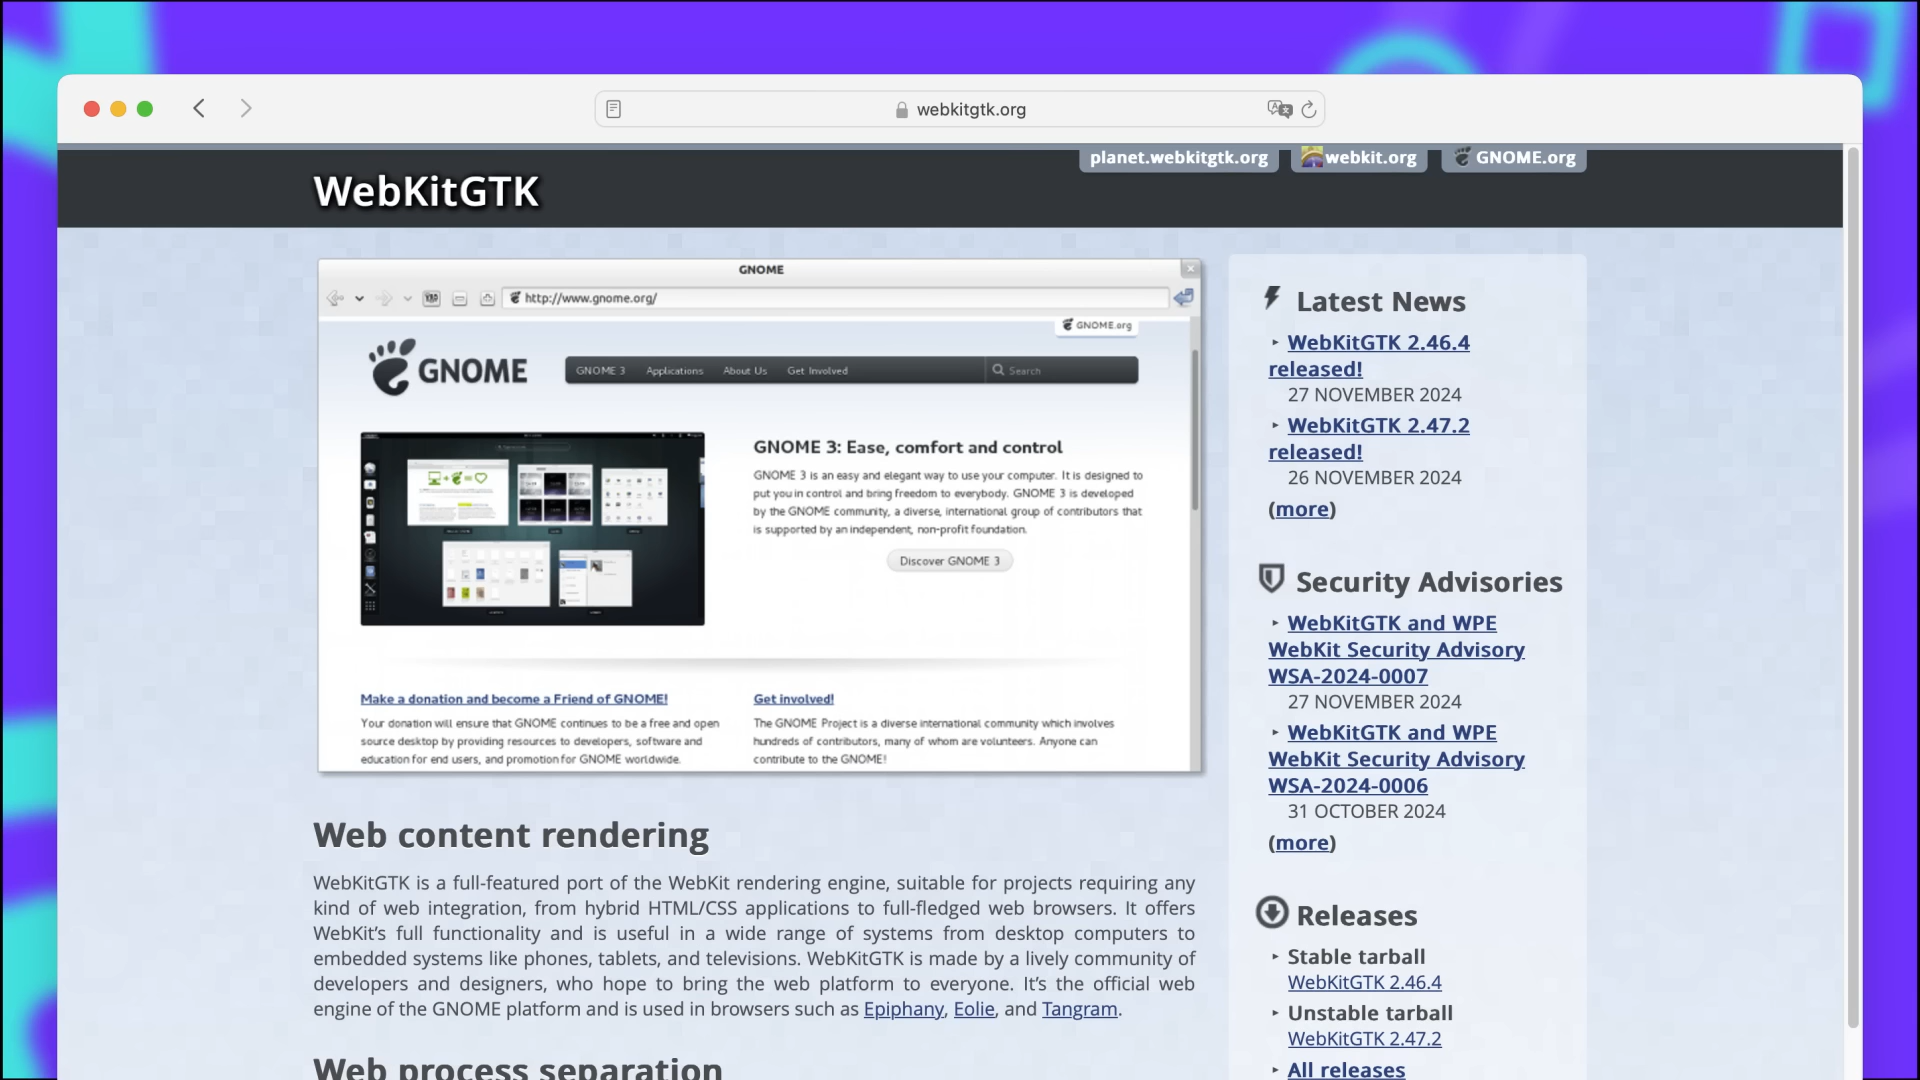 webkitgtk.org
planet.webkitgtk.org
webkit.org
GNOME.org
WebKitGTK
GNOME
http://www.gnome.org/
GNOME.org
GNOME
GNOME 3 Applications About Us Get Involved Search
GNOME 3: Ease, comfort and control
GNOME 3 is an easy and elegant way to use your computer. It is designed to
put you in control and bring freedom to everybody. GNOME 3 is developed
by the GNOME community, a diverse, international group of contributors that
is supported by an independent, non-profit foundation.
Discover GNOME 3
Make a donation and become a Friend of GNOME!
Your donation will ensure that GNOME continues to be a free and open
source desktop by providing resources to developers, software and
education for end users, and promotion for GNOME worldwide.
Get involved!
The GNOME Project is a diverse international community which involves
hundreds of contributors, many of whom are volunteers. Anyone can
contribute to the GNOME!
Web content rendering
WebKitGTK is a full-featured port of the WebKit rendering engine, suitable for projects requiring any
kind of web integration, from hybrid HTML/CSS applications to full-fledged web browsers. It offers
WebKit’s full functionality and is useful in a wide range of systems from desktop computers to
embedded systems like phones, tablets, and televisions. WebKitGTK is made by a lively community of
developers and designers, who hope to bring the web platform to everyone. It’s the official web
engine of the GNOME platform and is used in browsers such as Epiphany, Eolie, and Tangram.
Web process separation
Latest News
‣ WebKitGTK 2.46.4
released!
27 NOVEMBER 2024
‣ WebKitGTK 2.47.2
released!
26 NOVEMBER 2024
(more)
Security Advisories
‣ WebKitGTK and WPE
WebKit Security Advisory
WSA-2024-0007
27 NOVEMBER 2024
‣ WebKitGTK and WPE
WebKit Security Advisory
WSA-2024-0006
31 OCTOBER 2024
(more)
Releases
‣ Stable tarball
WebKitGTK 2.46.4
‣ Unstable tarball
WebKitGTK 2.47.2
‣ All releases